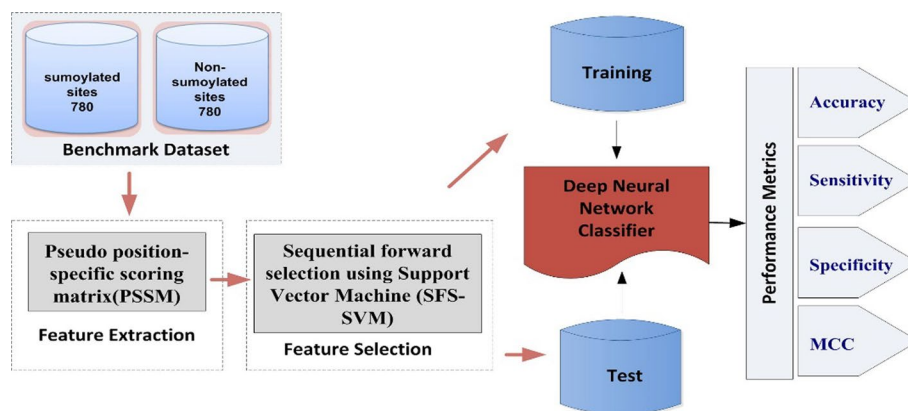 sumoylated
sites
780
Non-
sumoylated
sites
780
Benchmark Dataset
Pseudo position-
specific scoring
matrix(PSSM)
Feature Extraction
Sequential forward
selection using Support
Vector Machine (SFS-
SVM)
Feature Selection
Training
Deep Neural
Network
Classifier
Test
Performance Metrics
Accuracy
Sensitivity
Specificity
MCC